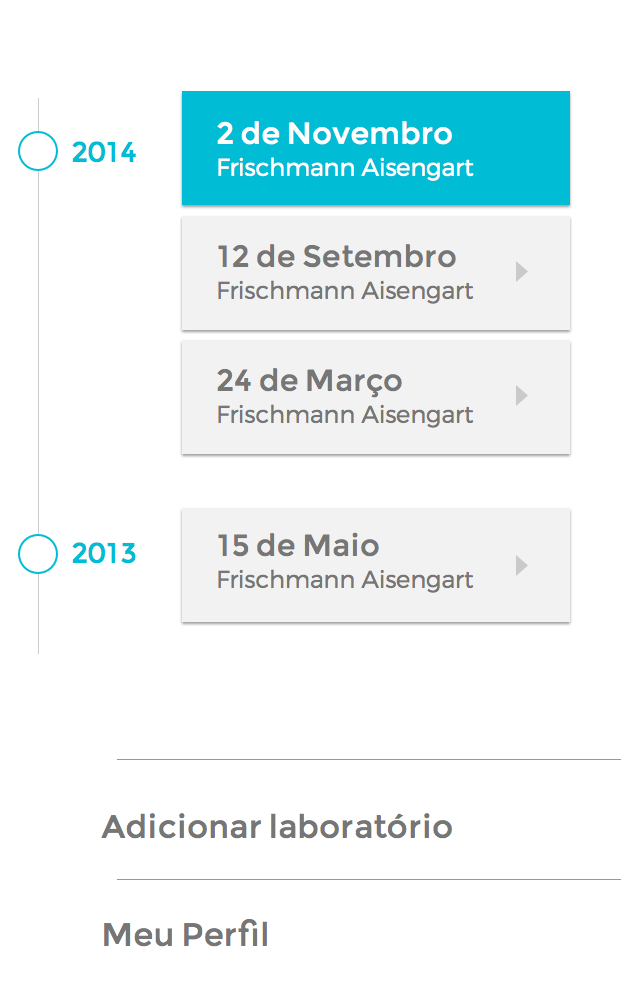 2014
2 de Novembro
Frischmann Aisengart
12 de Setembro
Frischmann Aisengart
24 de Março
Frischmann Aisengart
2013
15 de Maio
Frischmann Aisengart
Adicionar laboratório
Meu Perfil